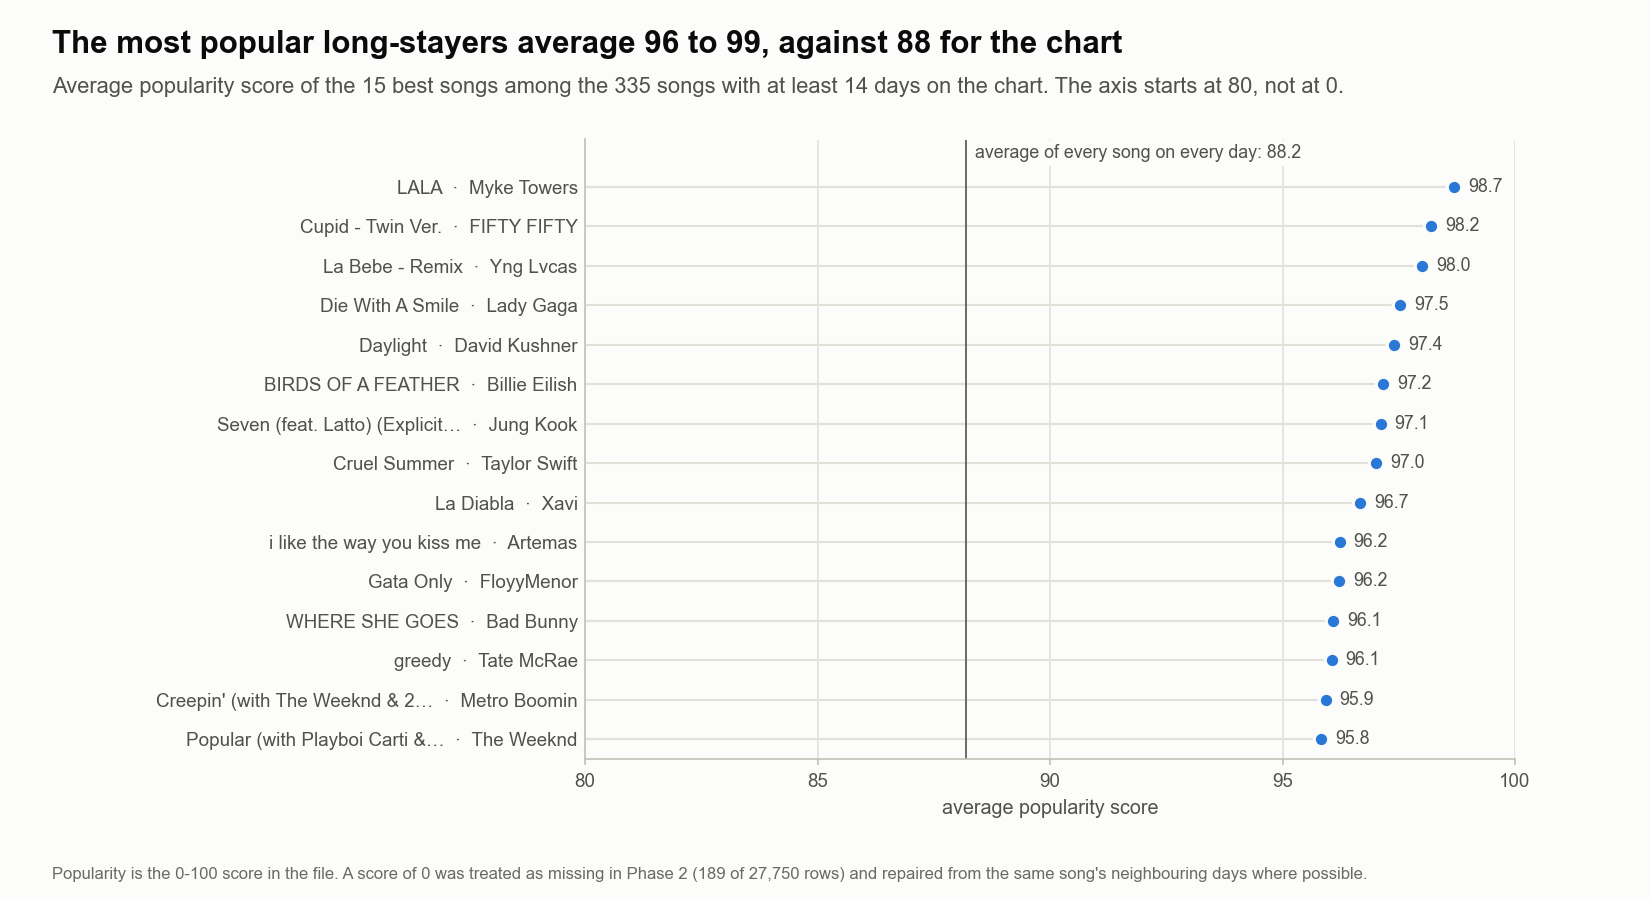 The most popular long-stayers average 96 to 99, against 88 for the chart
Average popularity score of the 15 best songs among the 335 songs with at least 14 days on the chart. The axis starts at 80, not at 0.
average of every song on every day: 88.2
LALA · Myke Towers 98.7
Cupid - Twin Ver. · FIFTY FIFTY 98.2
La Bebe - Remix · Yng Lvcas 98.0
Die With A Smile · Lady Gaga 97.5
Daylight · David Kushner 97.4
BIRDS OF A FEATHER · Billie Eilish 97.2
Seven (feat. Latto) (Explicit… · Jung Kook 97.1
Cruel Summer · Taylor Swift 97.0
La Diabla · Xavi 96.7
i like the way you kiss me · Artemas 96.2
Gata Only · FloyyMenor 96.2
WHERE SHE GOES · Bad Bunny 96.1
greedy · Tate McRae 96.1
Creepin' (with The Weeknd & 2… · Metro Boomin 95.9
Popular (with Playboi Carti &… · The Weeknd 95.8
80 85 90 95 100
average popularity score
Popularity is the 0-100 score in the file. A score of 0 was treated as missing in Phase 2 (189 of 27,750 rows) and repaired from the same song's neighbouring days where possible.